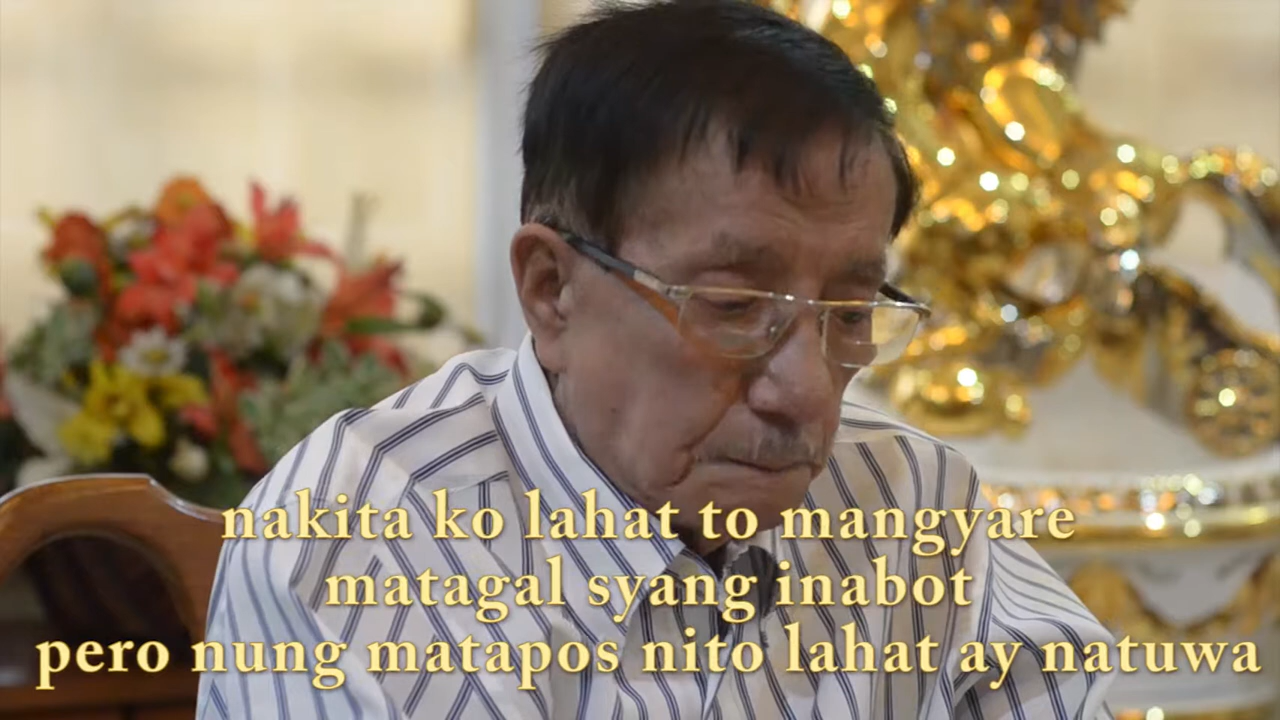 nakita ko lahat to mangyare
matagal syang inabot
pero nung matapos nito lahat ay natuwa